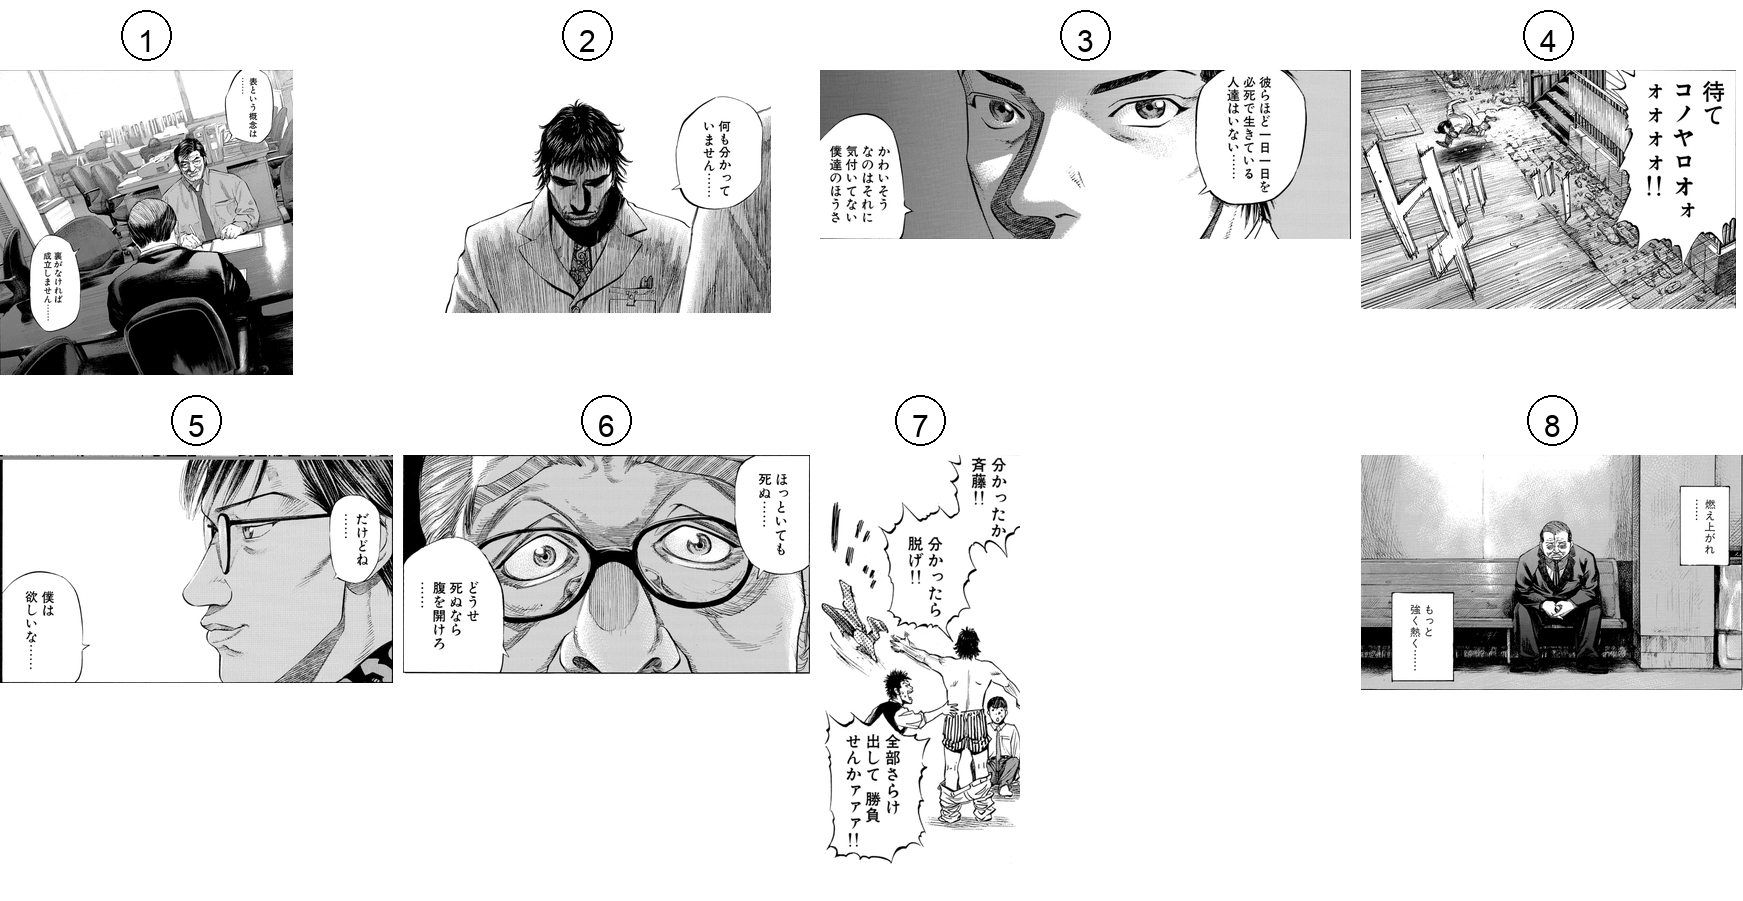 1
表という概念は
……
裏がなければ
成立しません……
2
何も分かって
いません……
3
彼らほど一日一日を
必死で生きている
人達はいない……
かわいそう
なのはそれに
気付いてない
僕達のほうさ
4
待て
コノヤロオォ
ォオオォォ!!
5
だけどね
……
僕は
欲しいな……
6
ほっといても
死ぬ……
どうせ
死ぬなら
腹を開けろ
……
7
分かったか
斉藤!!
分かったら
脱げ!!
全部さらけ
出して 勝負
せんかァァァ!!
8
燃え上がれ
……
もっと
強く熱く……